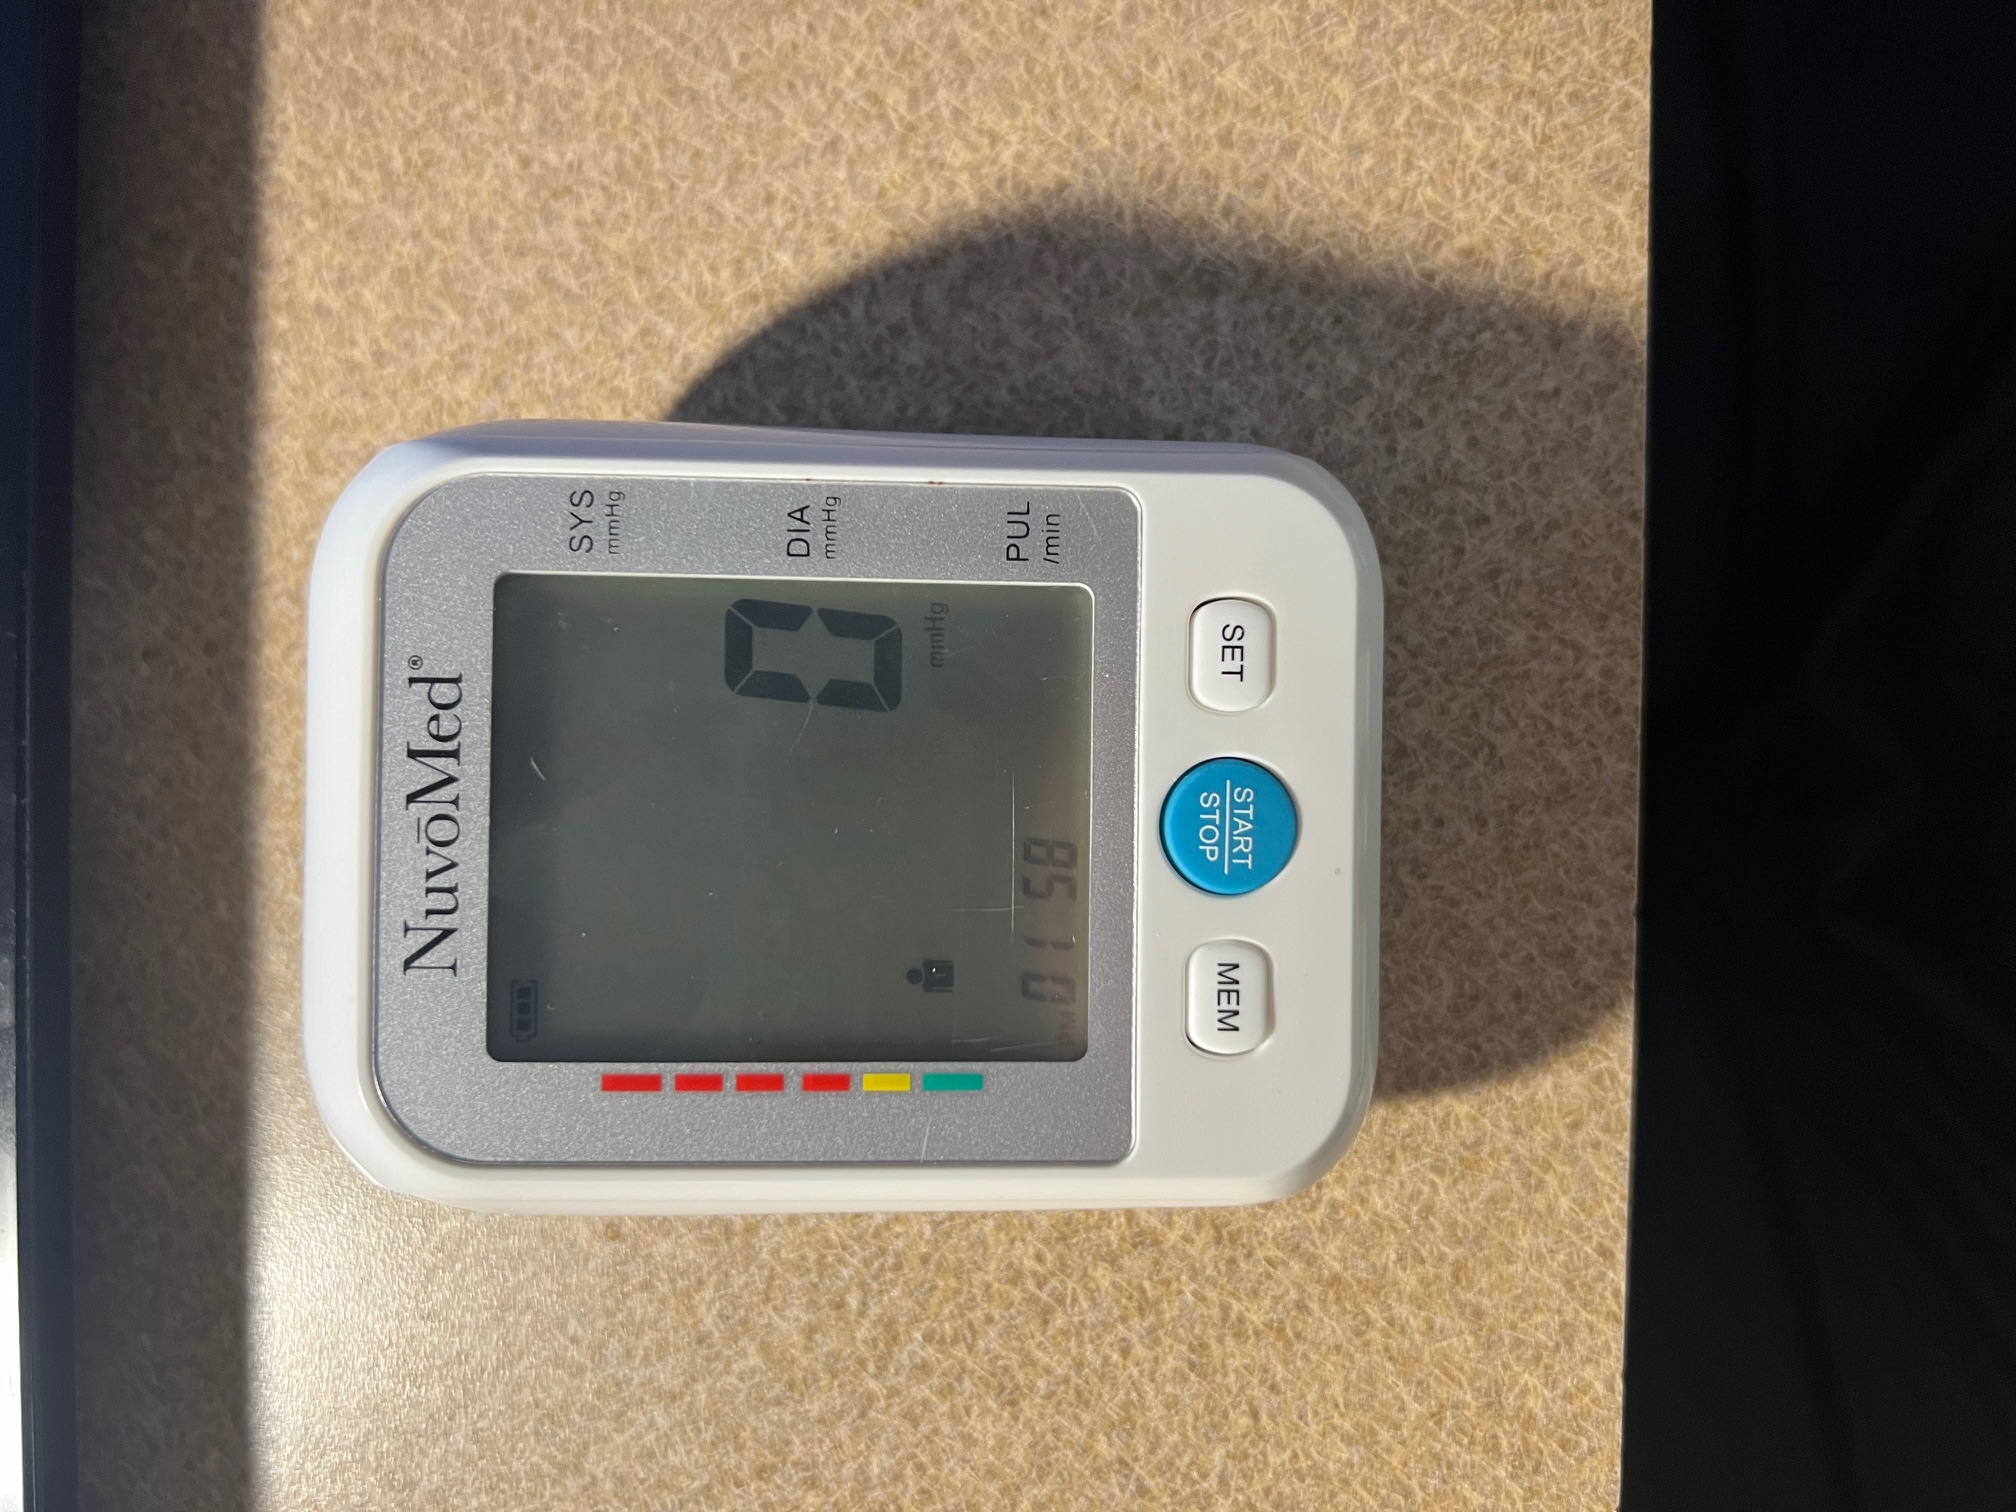 NuvōMed®
SYS
mmHg
0
DIA
mmHg
mmHg
PUL
/min
PM 01 58
MEM
START
STOP
SET